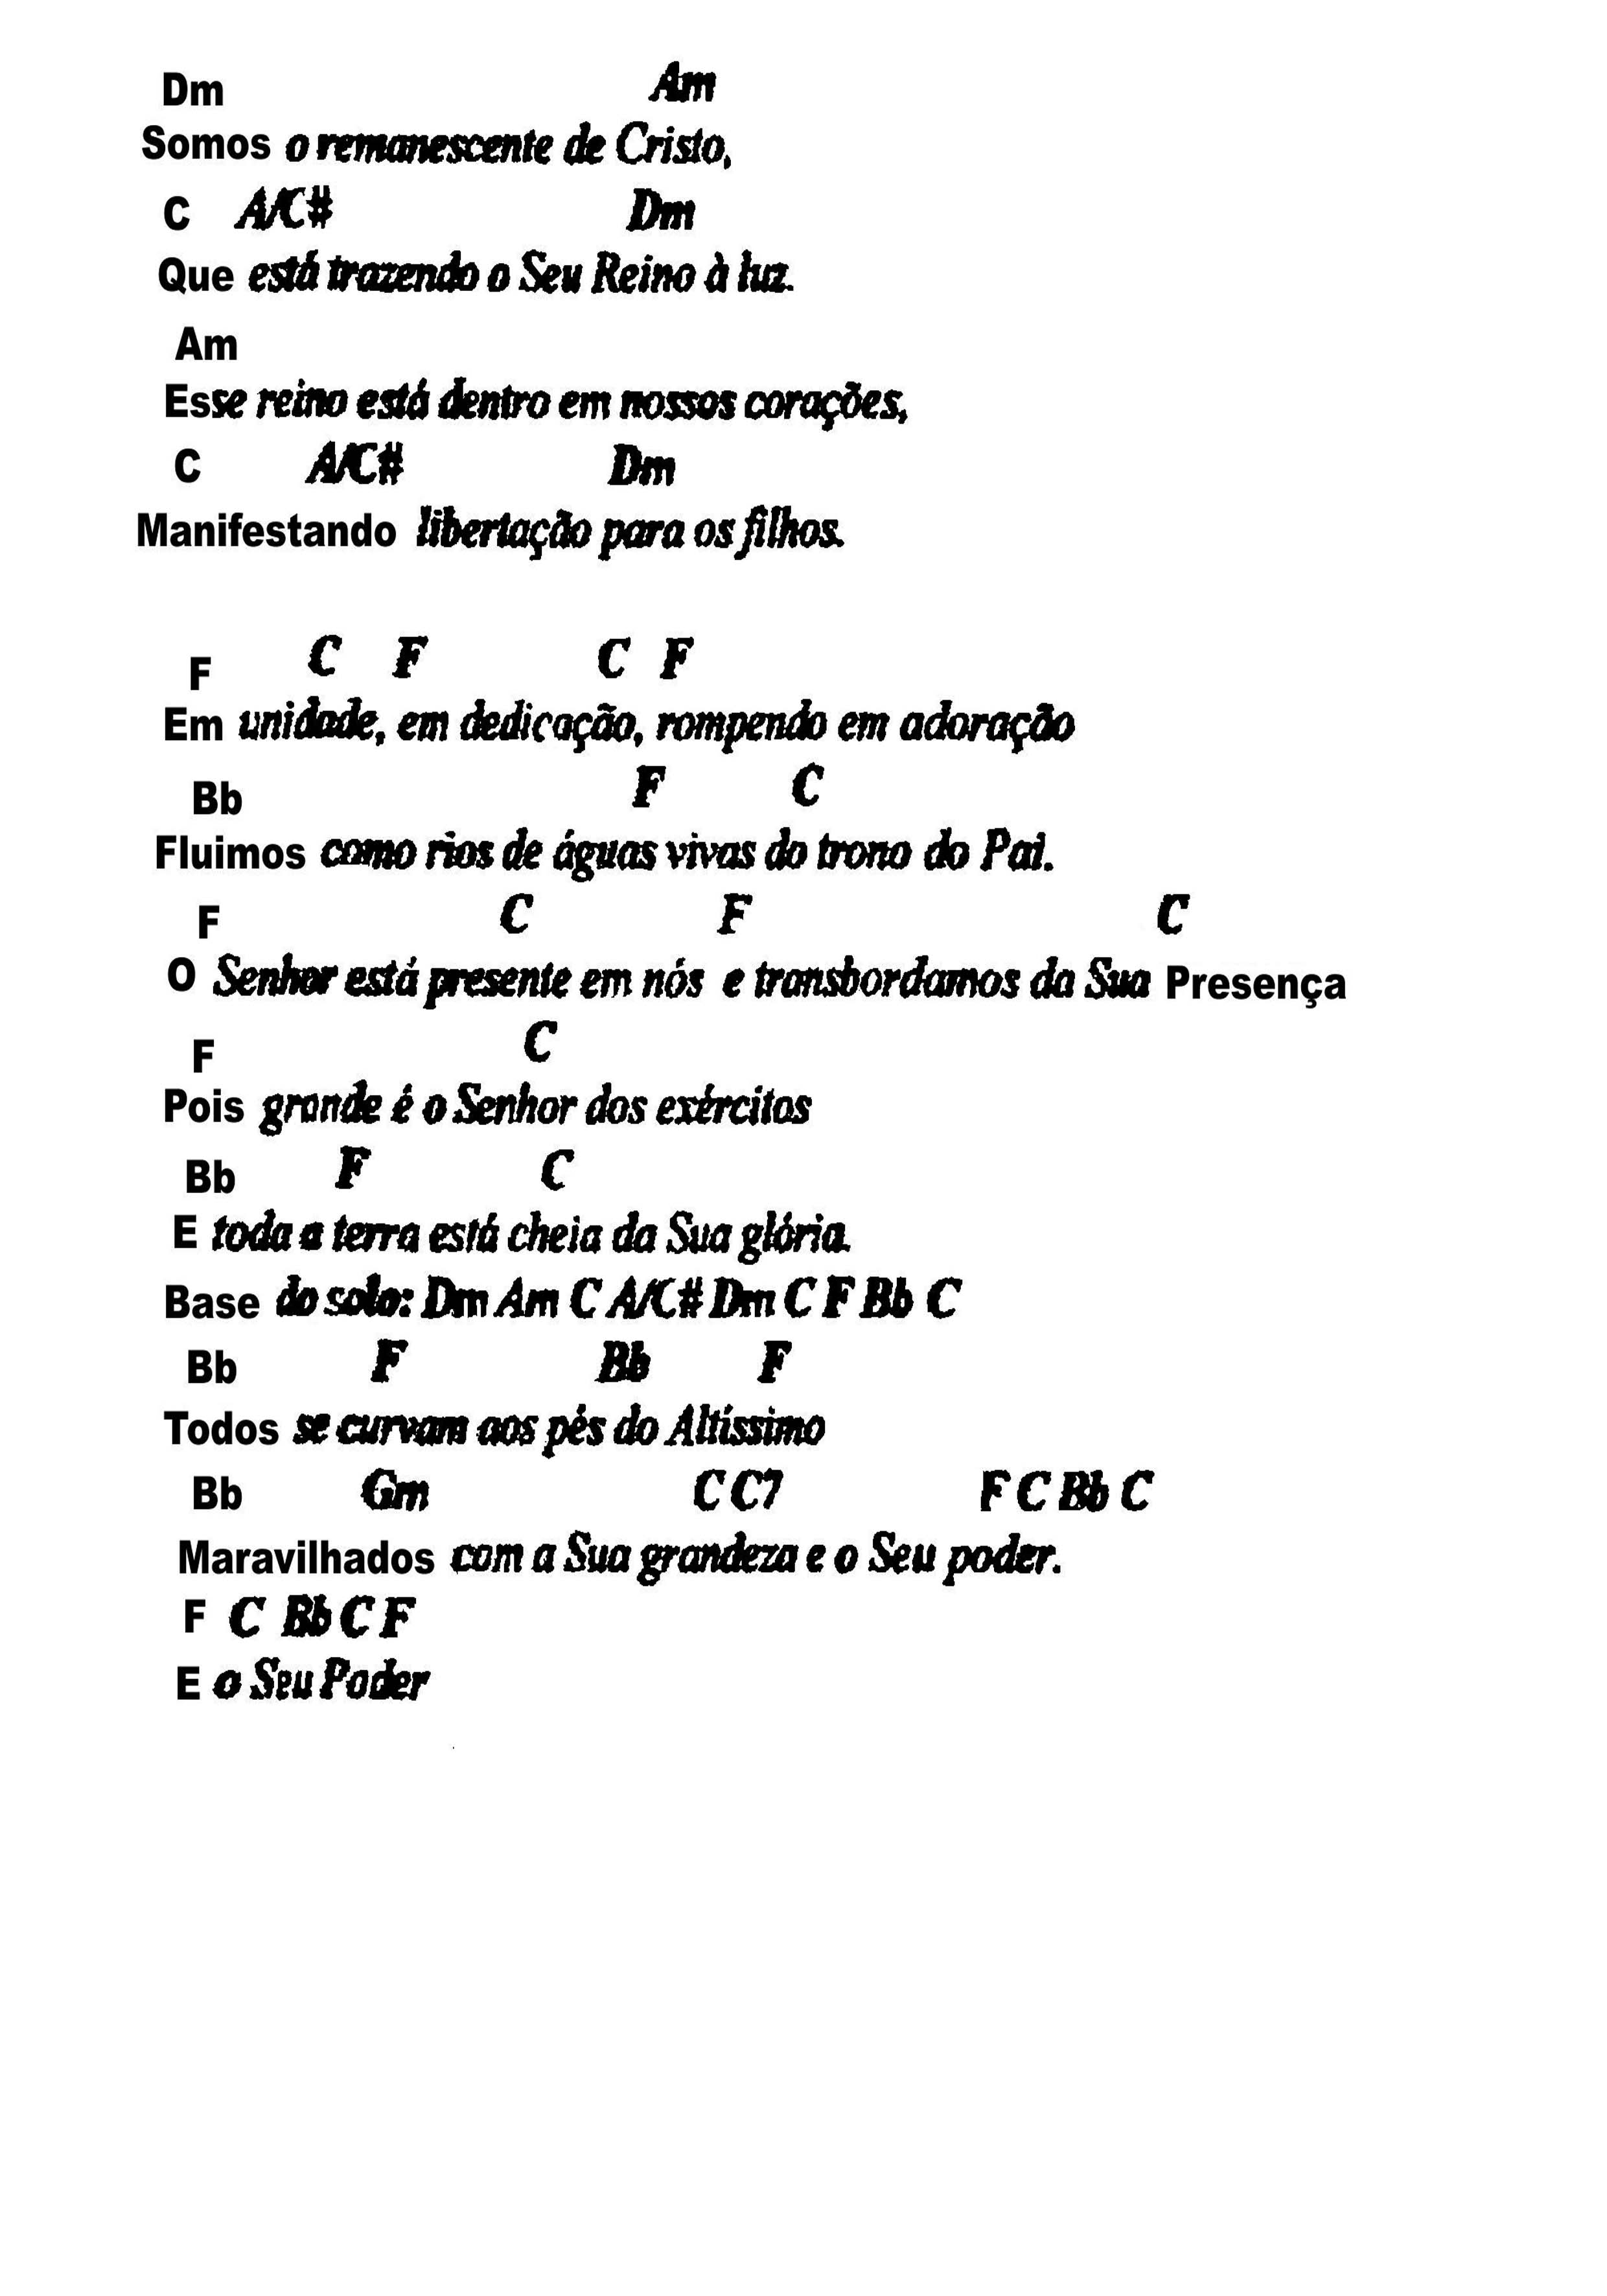 Dm Am
Somos o remanescente de Cristo,
C A/C# Dm
Que está trazendo o Seu Reino à luz.
Am
Esse reino está dentro em nossos corações,
C A/C# Dm
Manifestando libertação para os filhos.
F C F C F
Em unidade, em dedicação, rompendo em adoração
Bb F C
Fluimos como rios de águas vivas do trono do Pai.
F C F C
O Senhor está presente em nós e transbordamos da Sua Presença
F C
Pois grande é o Senhor dos exércitos
Bb F C
E toda a terra está cheia da Sua glória.
Base do solo: Dm Am C A/C# Dm C F Bb C
Bb F Bb F
Todos se curvam aos pés do Altíssimo
Bb Gm C C7 F C Bb C
Maravilhados com a Sua grandeza e o Seu poder.
F C Bb C F
E o Seu Poder